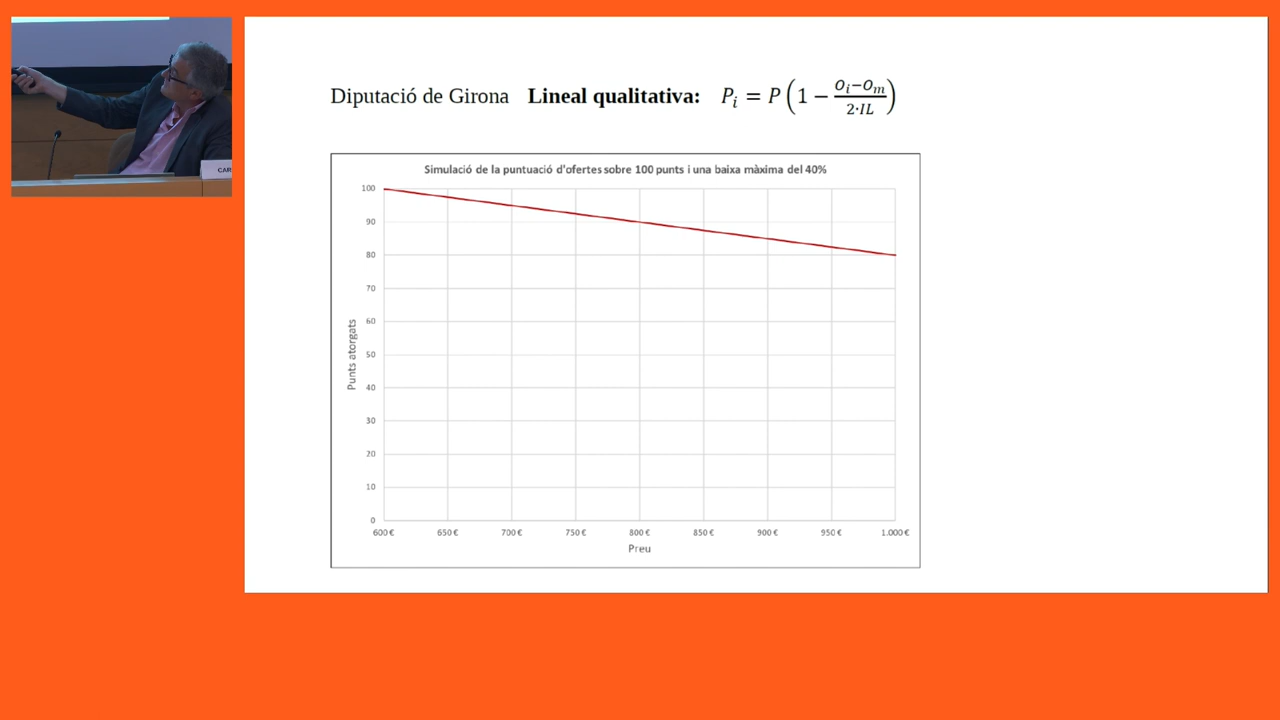 Diputació de Girona Lineal qualitativa: P_i = P (1 − (O_i−O_m)/(2·IL))
Simulació de la puntuació d'ofertes sobre 100 punts i una baixa màxima del 40%
100
90
80
70
60
50
40
30
20
10
0
Punts atorgats
600 € 650 € 700 € 750 € 800 € 850 € 900 € 950 € 1.000 €
Preu
CAR